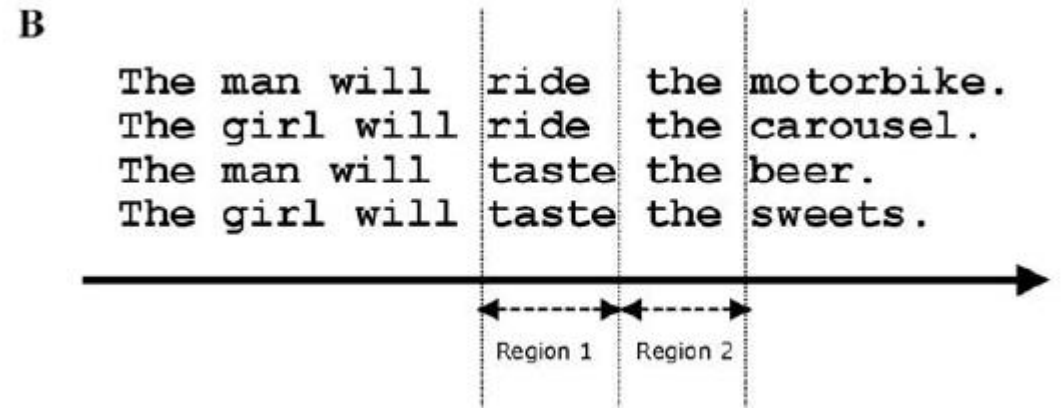 B
The man will ride the motorbike.
The girl will ride the carousel.
The man will taste the beer.
The girl will taste the sweets.
Region 1 Region 2